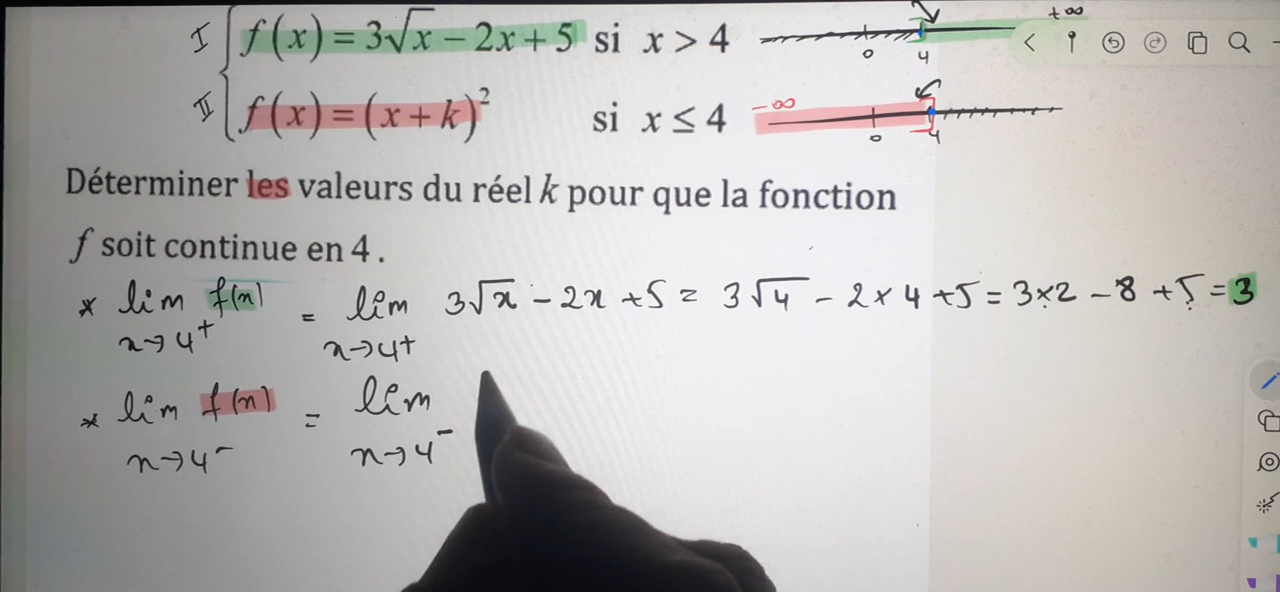 I f(x) = 3√x − 2x + 5 si x > 4 0 4 +∞
II f(x) = (x + k)² si x ≤ 4 −∞ 0 4
Déterminer les valeurs du réel k pour que la fonction
f soit continue en 4 .
* lim f(x) = lim 3√x − 2x + 5 = 3√4 − 2 × 4 + 5 = 3×2 − 8 + 5 = 3
x→4⁺ x→4⁺
* lim f(x) = lim
x→4⁻ x→4⁻